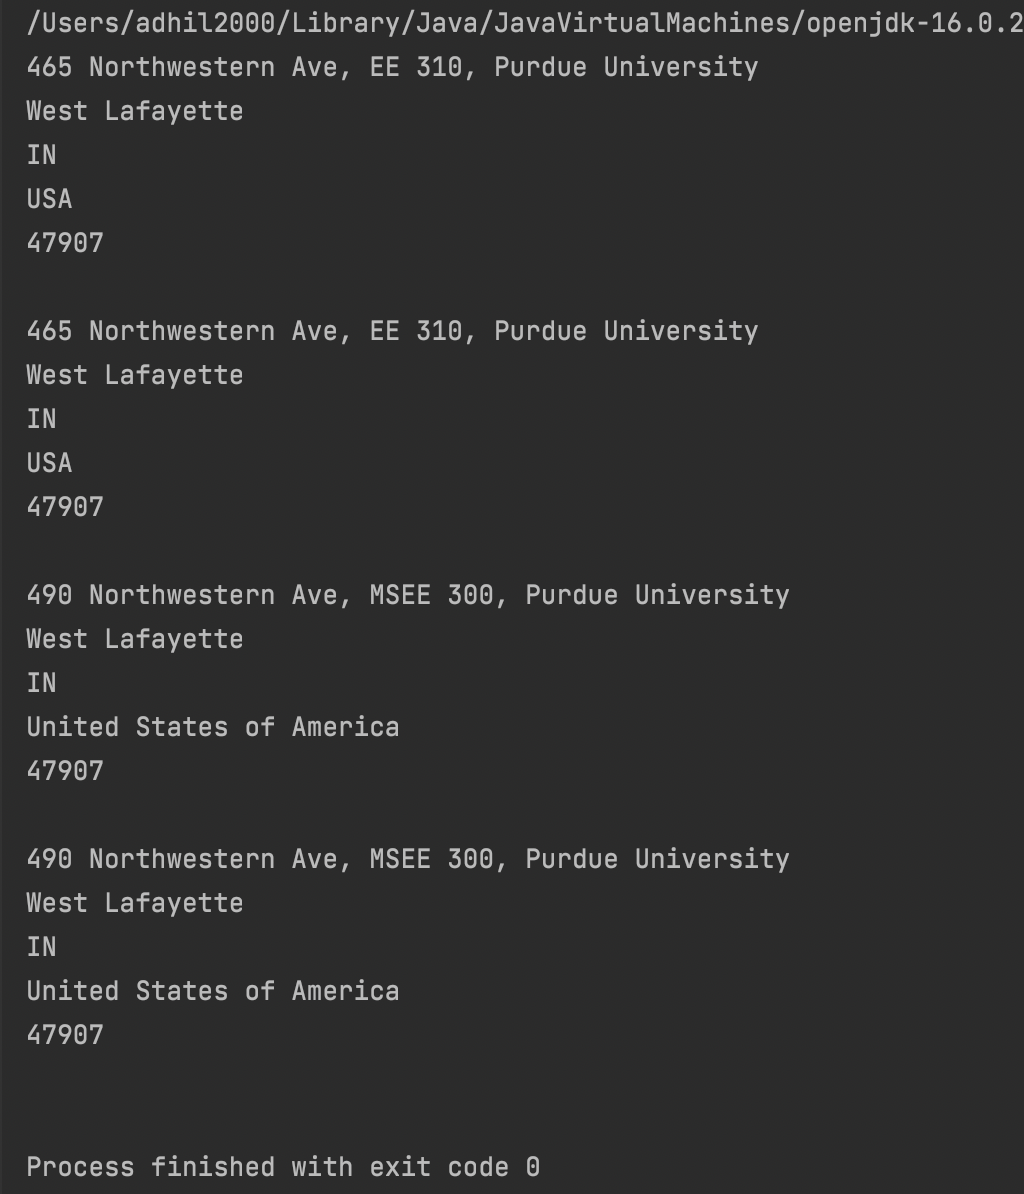 /Users/adhil2000/Library/Java/JavaVirtualMachines/openjdk-16.0.2
465 Northwestern Ave, EE 310, Purdue University
West Lafayette
IN
USA
47907
465 Northwestern Ave, EE 310, Purdue University
West Lafayette
IN
USA
47907
490 Northwestern Ave, MSEE 300, Purdue University
West Lafayette
IN
United States of America
47907
490 Northwestern Ave, MSEE 300, Purdue University
West Lafayette
IN
United States of America
47907
Process finished with exit code 0